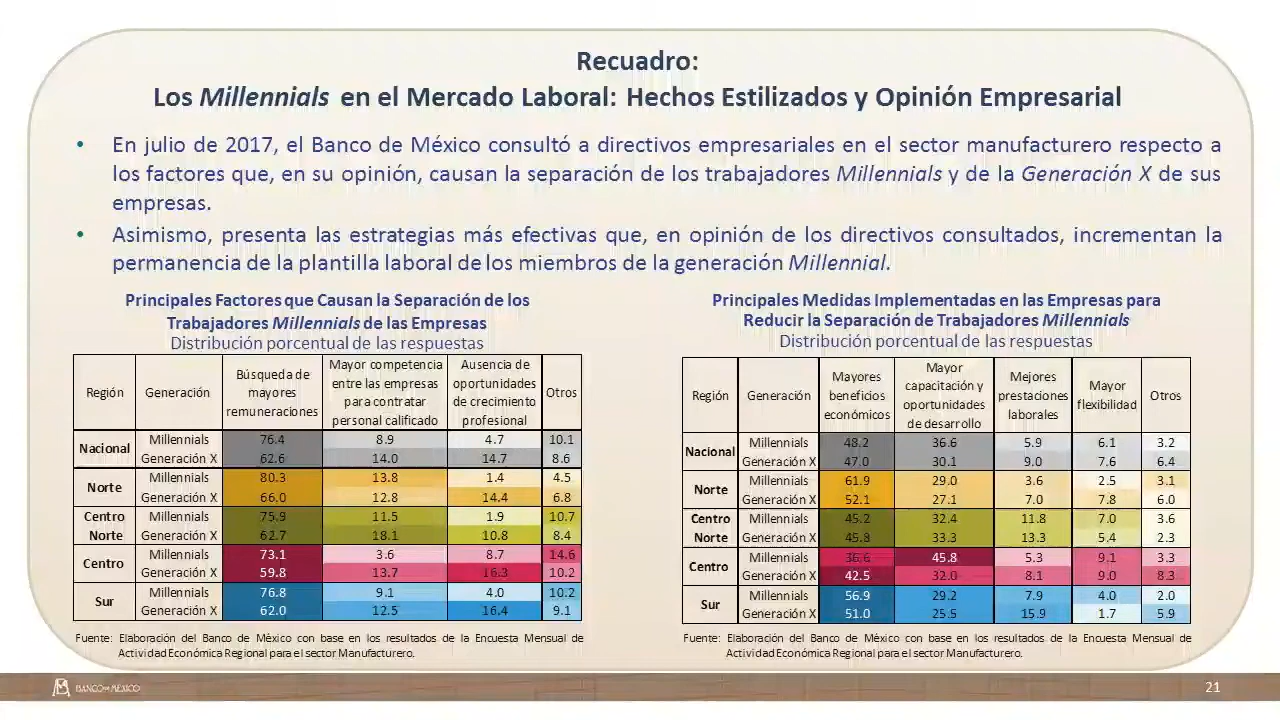 Recuadro:
Los Millennials en el Mercado Laboral: Hechos Estilizados y Opinión Empresarial
• En julio de 2017, el Banco de México consultó a directivos empresariales en el sector manufacturero respecto a
los factores que, en su opinión, causan la separación de los trabajadores Millennials y de la Generación X de sus
empresas.
• Asimismo, presenta las estrategias más efectivas que, en opinión de los directivos consultados, incrementan la
permanencia de la plantilla laboral de los miembros de la generación Millennial.
Principales Factores que Causan la Separación de los
Trabajadores Millennials de las Empresas
Distribución porcentual de las respuestas
Región Generación Búsqueda de mayores remuneraciones Mayor competencia entre las empresas para contratar personal calificado Ausencia de oportunidades de crecimiento profesional Otros
Nacional Millennials 76.4 8.9 4.7 10.1
Generación X 62.6 14.0 14.7 8.6
Norte Millennials 80.3 13.8 1.4 4.5
Generación X 66.0 12.8 14.4 6.8
Centro Norte Millennials 75.9 11.5 1.9 10.7
Generación X 62.7 18.1 10.8 8.4
Centro Millennials 73.1 3.6 8.7 14.6
Generación X 59.8 13.7 16.3 10.2
Sur Millennials 76.8 9.1 4.0 10.2
Generación X 62.0 12.5 16.4 9.1
Fuente: Elaboración del Banco de México con base en los resultados de la Encuesta Mensual de
Actividad Económica Regional para el sector Manufacturero.
Principales Medidas Implementadas en las Empresas para
Reducir la Separación de Trabajadores Millennials
Distribución porcentual de las respuestas
Región Generación Mayores beneficios económicos Mayor capacitación y oportunidades de desarrollo Mejores prestaciones laborales Mayor flexibilidad Otros
Nacional Millennials 48.2 36.6 5.9 6.1 3.2
Generación X 47.0 30.1 9.0 7.6 6.4
Norte Millennials 61.9 29.0 3.6 2.5 3.1
Generación X 52.1 27.1 7.0 7.8 6.0
Centro Norte Millennials 45.2 32.4 11.8 7.0 3.6
Generación X 45.8 33.3 13.3 5.4 2.3
Centro Millennials 36.6 45.8 5.3 9.1 3.3
Generación X 42.5 32.0 8.1 9.0 8.3
Sur Millennials 56.9 29.2 7.9 4.0 2.0
Generación X 51.0 25.5 15.9 1.7 5.9
Fuente: Elaboración del Banco de México con base en los resultados de la Encuesta Mensual de
Actividad Económica Regional para el sector Manufacturero.
BANCO DE MÉXICO
21